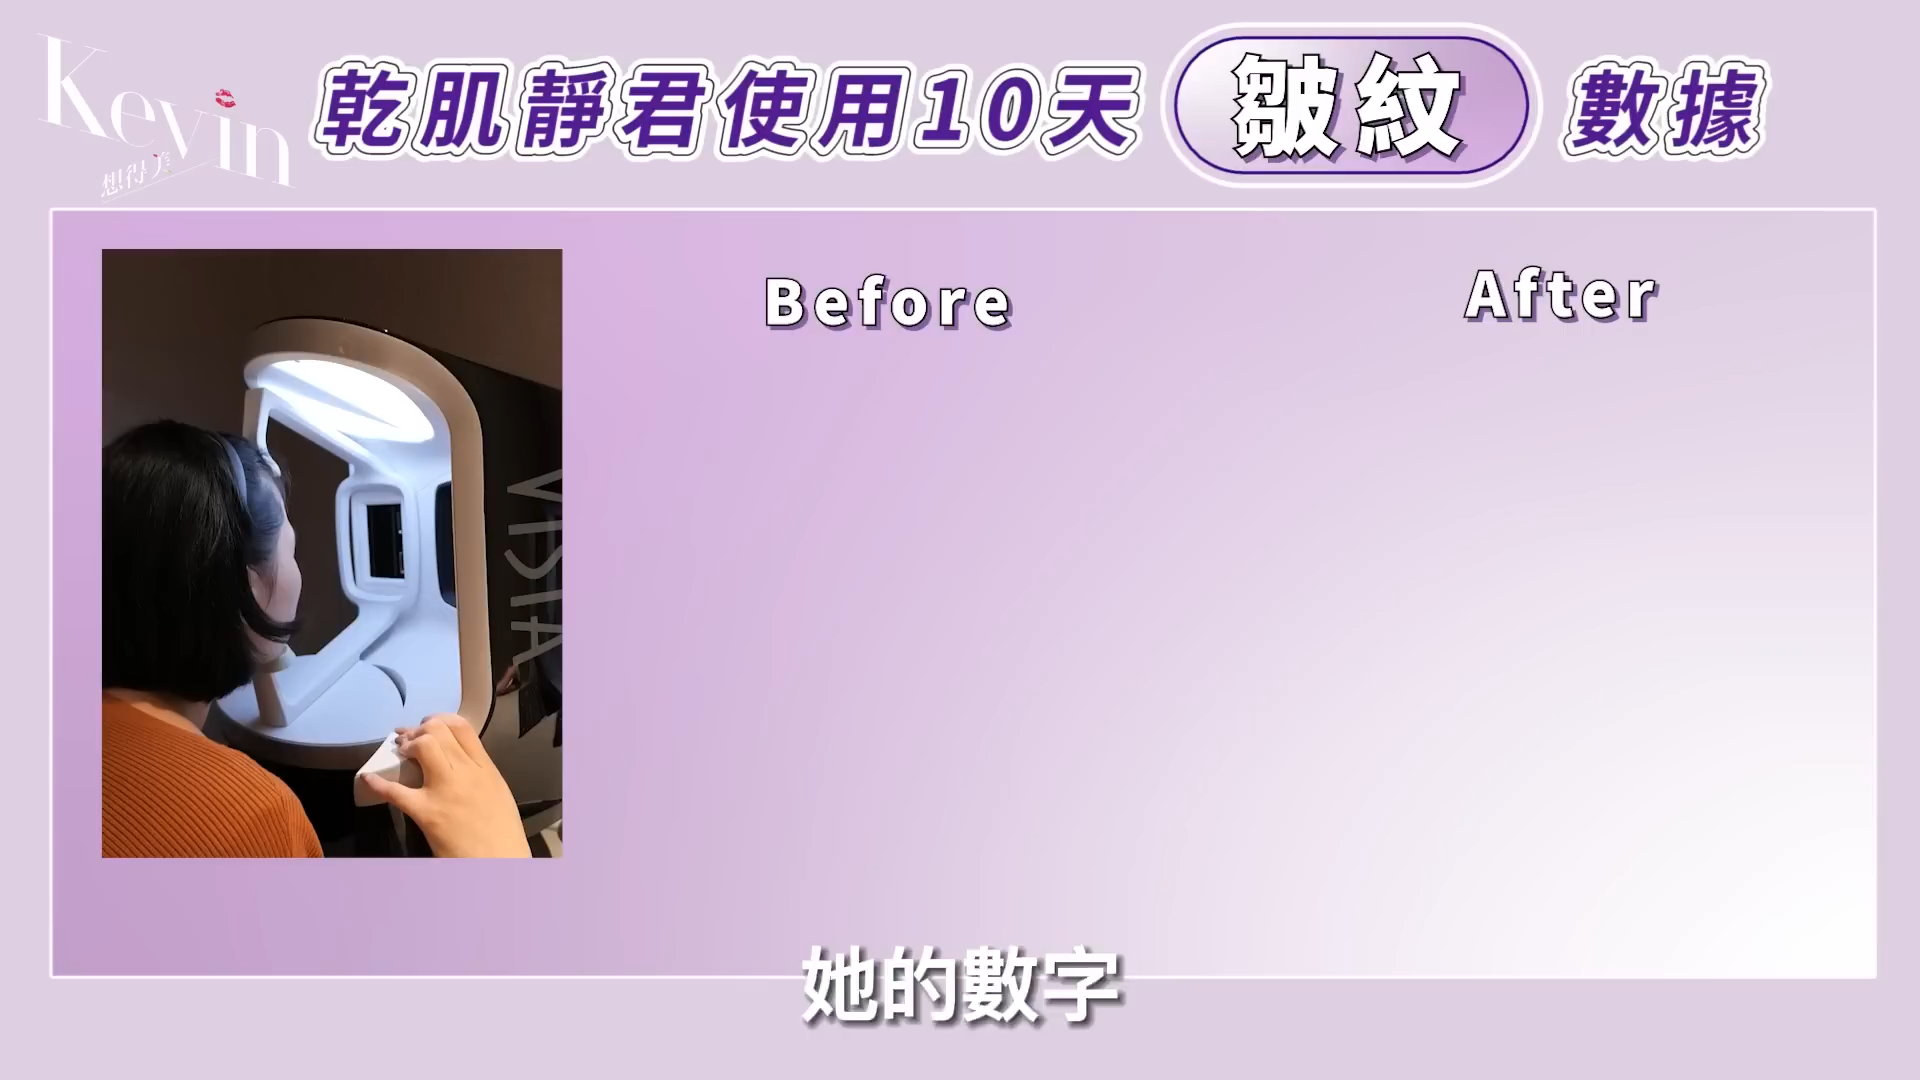 Kevin
想得美
乾肌靜君使用10天 皺紋 數據
Before
After
VISIA
她的數字